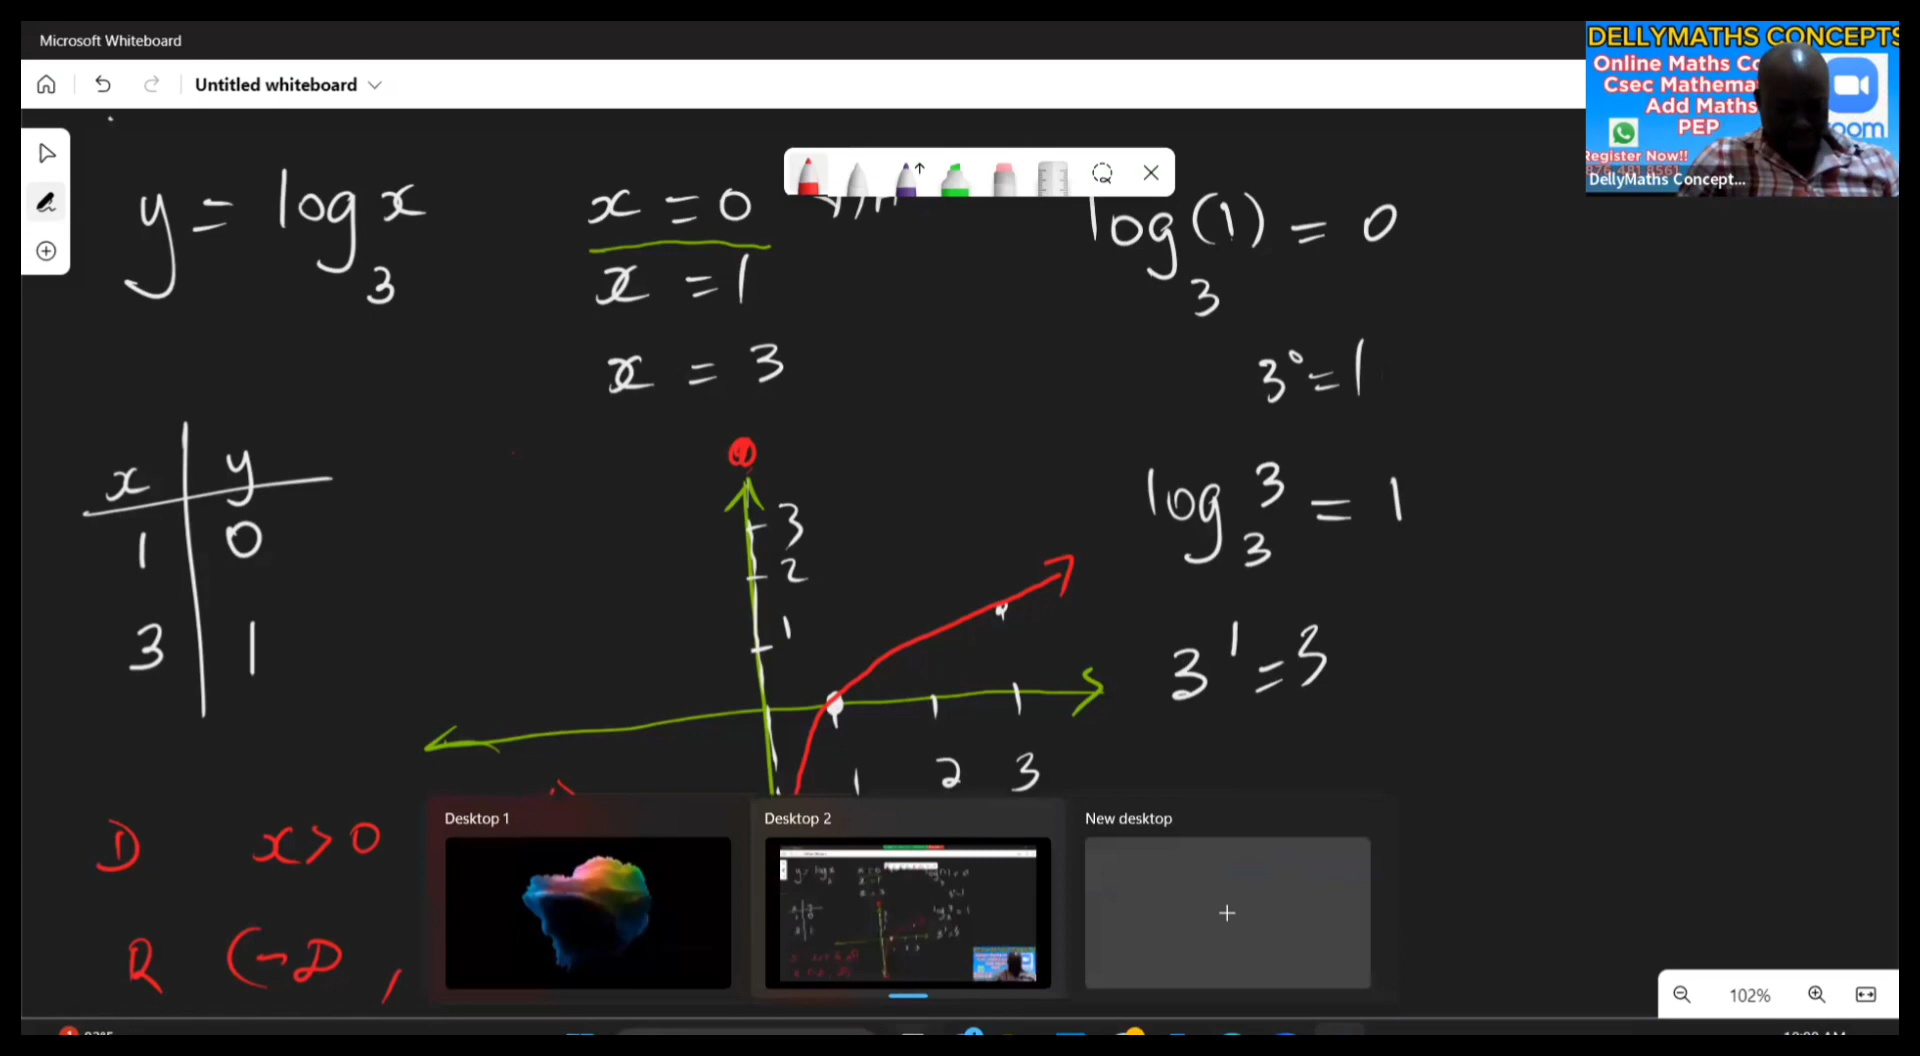 Microsoft Whiteboard
Untitled whiteboard
DELLYMATHS CONCEPTS
Online Maths Co
Csec Mathema
Add Maths
PEP
zoom
Register Now!!
DellyMaths Concept...
y = log₃ x
x = 0
x = 1
x = 3
log₃(1) = 0
3⁰ = 1
log₃ 3 = 1
3¹ = 3
x y
1 0
3 1
3
2
1
1 2 3
D x > 0
R (-∞ ,
Desktop 1
Desktop 2
New desktop
102%